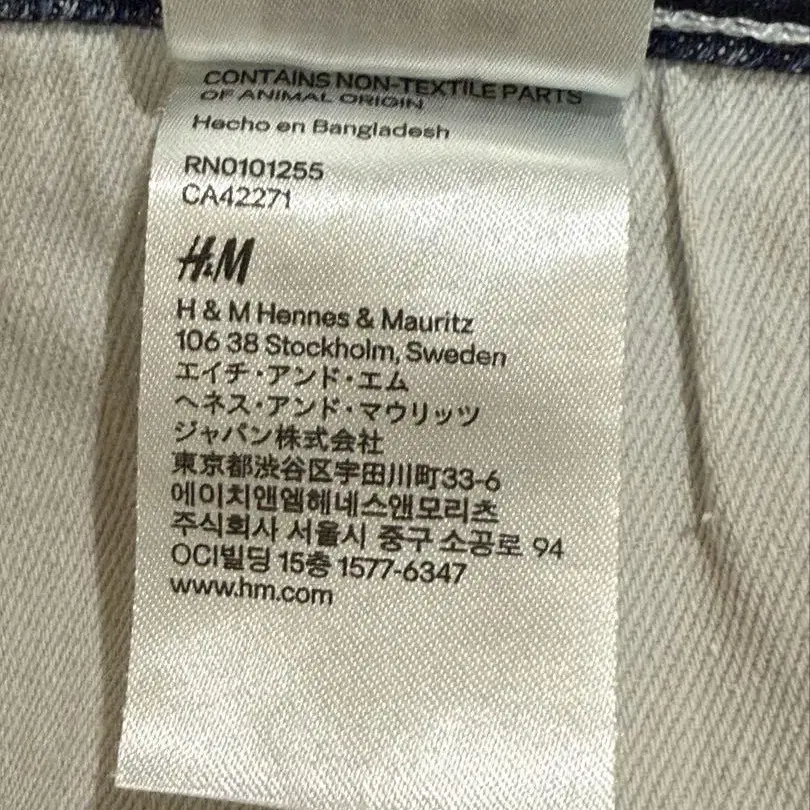 CONTAINS NON-TEXTILE PARTS
OF ANIMAL ORIGIN
Hecho en Bangladesh
RN0101255
CA42271
H&M
H & M Hennes & Mauritz
106 38 Stockholm, Sweden
エイチ・アンド・エム
ヘネス・アンド・マウリッツ
ジャパン株式会社
東京都渋谷区宇田川町33-6
에이치앤엠헤네스앤모리츠
주식회사 서울시 중구 소공로 94
OCI빌딩 15층 1577-6347
www.hm.com